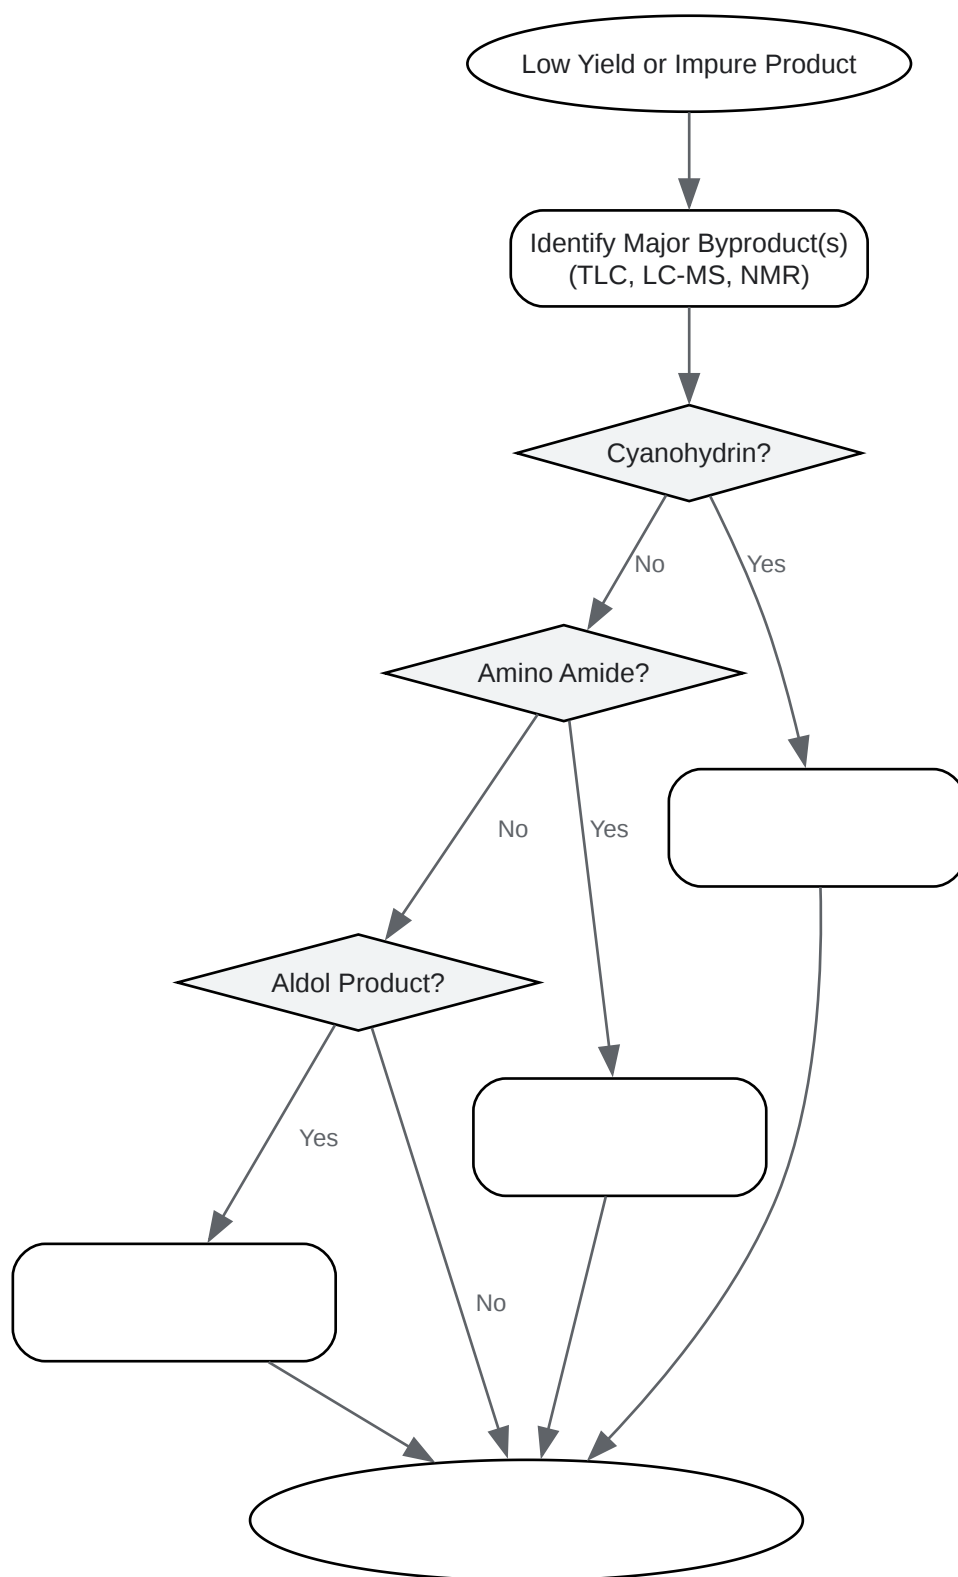 Low Yield or Impure Product
Identify Major Byproduct(s)
(TLC, LC-MS, NMR)
Cyanohydrin?
No
Yes
Amino Amide?
No
Yes
Aldol Product?
Yes
No